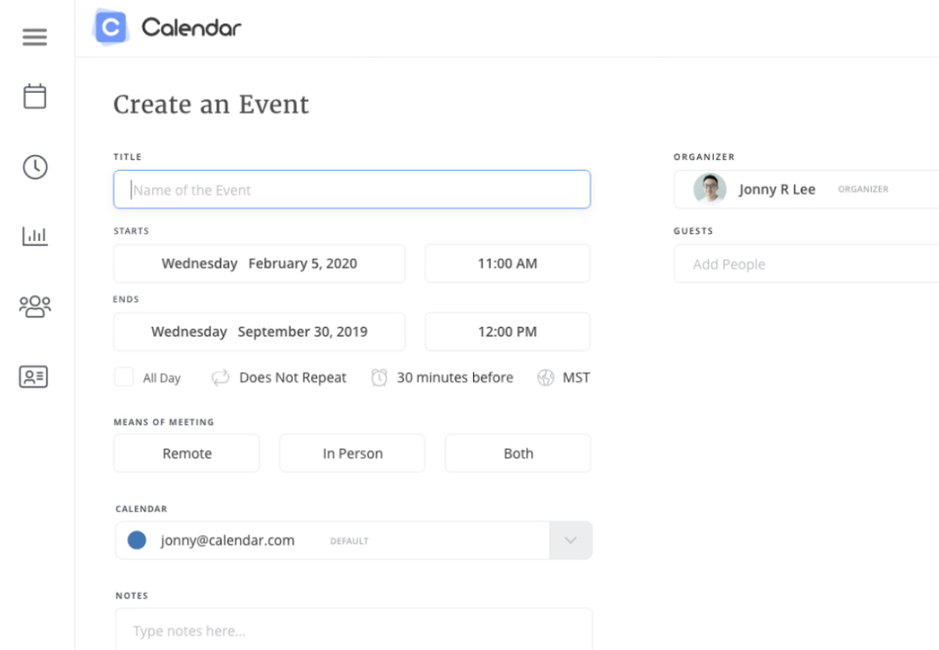 C Calendar
Create an Event
TITLE
Name of the Event
STARTS
Wednesday February 5, 2020 11:00 AM
ENDS
Wednesday September 30, 2019 12:00 PM
All Day Does Not Repeat 30 minutes before MST
MEANS OF MEETING
Remote In Person Both
CALENDAR
jonny@calendar.com DEFAULT
NOTES
Type notes here...
ORGANIZER
Jonny R Lee ORGANIZER
GUESTS
Add People